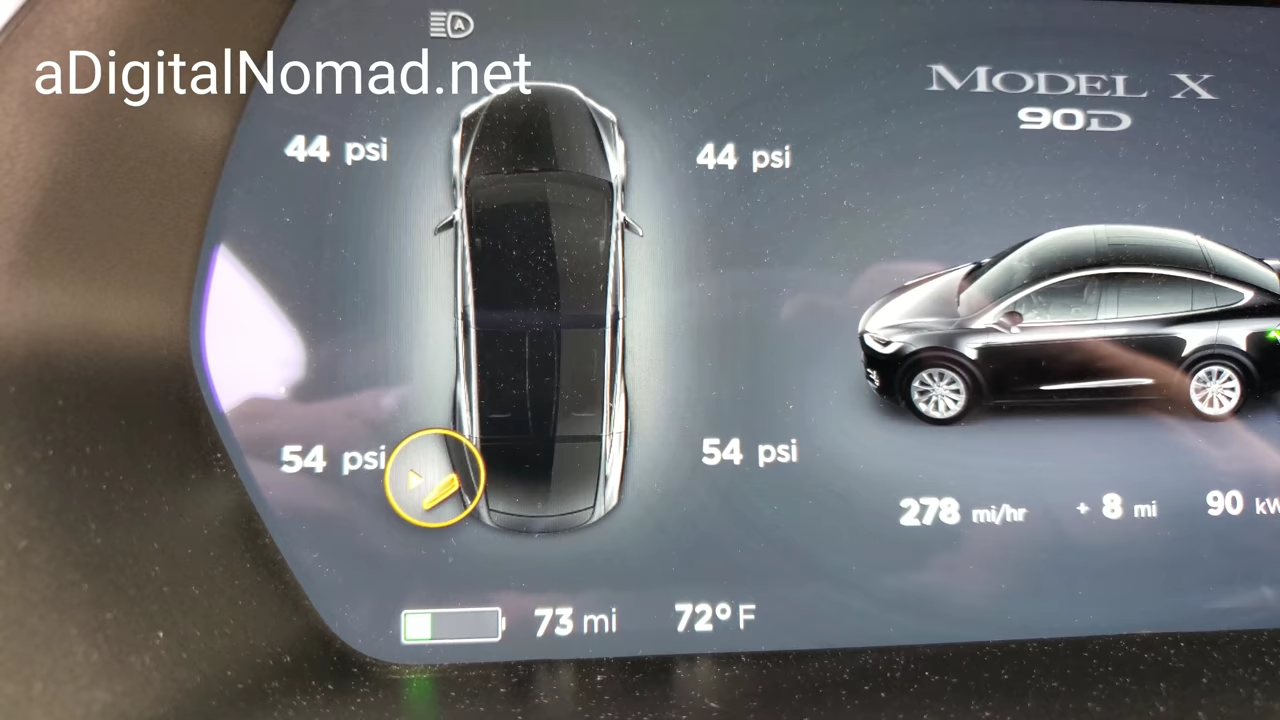 A
aDigitalNomad.net
MODEL X
90D
44 psi
44 psi
54 psi
54 psi
278 mi/hr
+ 8 mi
90
73 mi
72° F